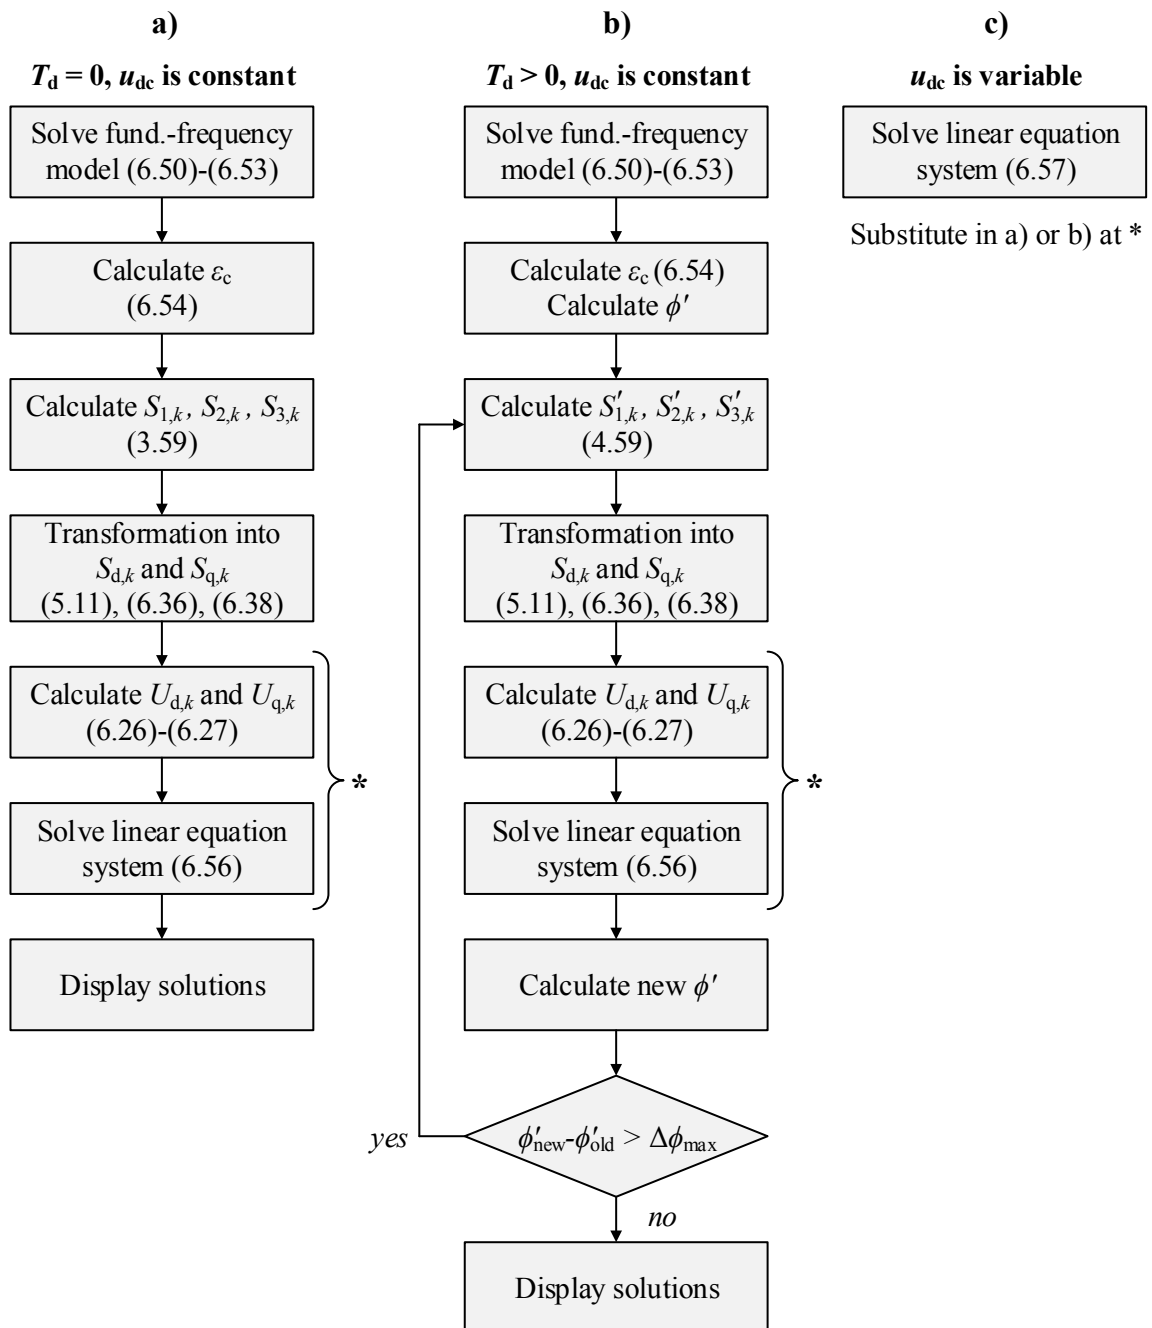 a)
T_d = 0, u_dc is constant
Solve fund.-frequency
model (6.50)-(6.53)
Calculate ε_c
(6.54)
Calculate S_1,k, S_2,k, S_3,k
(3.59)
Transformation into
S_d,k and S_q,k
(5.11), (6.36), (6.38)
Calculate U_d,k and U_q,k
(6.26)-(6.27)
Solve linear equation
system (6.56)
*
Display solutions
b)
T_d > 0, u_dc is constant
Solve fund.-frequency
model (6.50)-(6.53)
Calculate ε_c (6.54)
Calculate ϕ′
Calculate S′_1,k, S′_2,k, S′_3,k
(4.59)
Transformation into
S_d,k and S_q,k
(5.11), (6.36), (6.38)
Calculate U_d,k and U_q,k
(6.26)-(6.27)
Solve linear equation
system (6.56)
*
Calculate new ϕ′
ϕ′_new-ϕ′_old > Δϕ_max
yes
no
Display solutions
c)
u_dc is variable
Solve linear equation
system (6.57)
Substitute in a) or b) at *